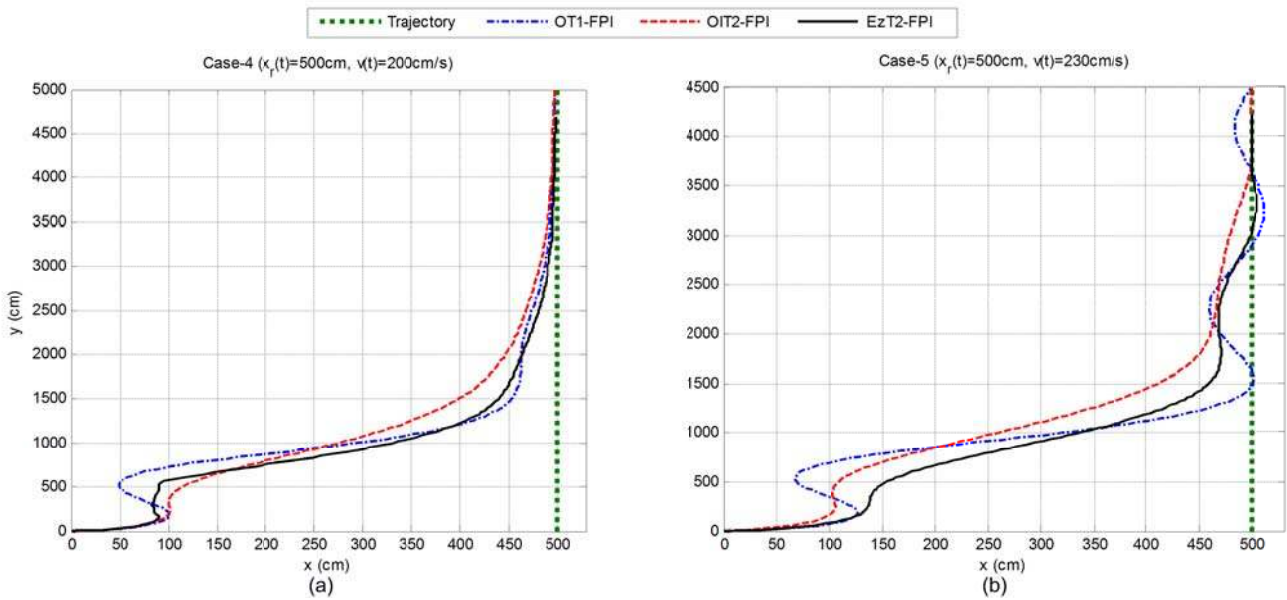 Trajectory OT1-FPI OIT2-FPI EzT2-FPI
Case-4 (x_r(t)=500cm, v(t)=200cm/s)
5000
4500
4000
3500
3000
2500
2000
1500
1000
500
0
y (cm)
0 50 100 150 200 250 300 350 400 450 500
x (cm)
(a)
Case-5 (x_r(t)=500cm, v(t)=230cm/s)
4500
4000
3500
3000
2500
2000
1500
1000
500
0
0 50 100 150 200 250 300 350 400 450 500
x (cm)
(b)